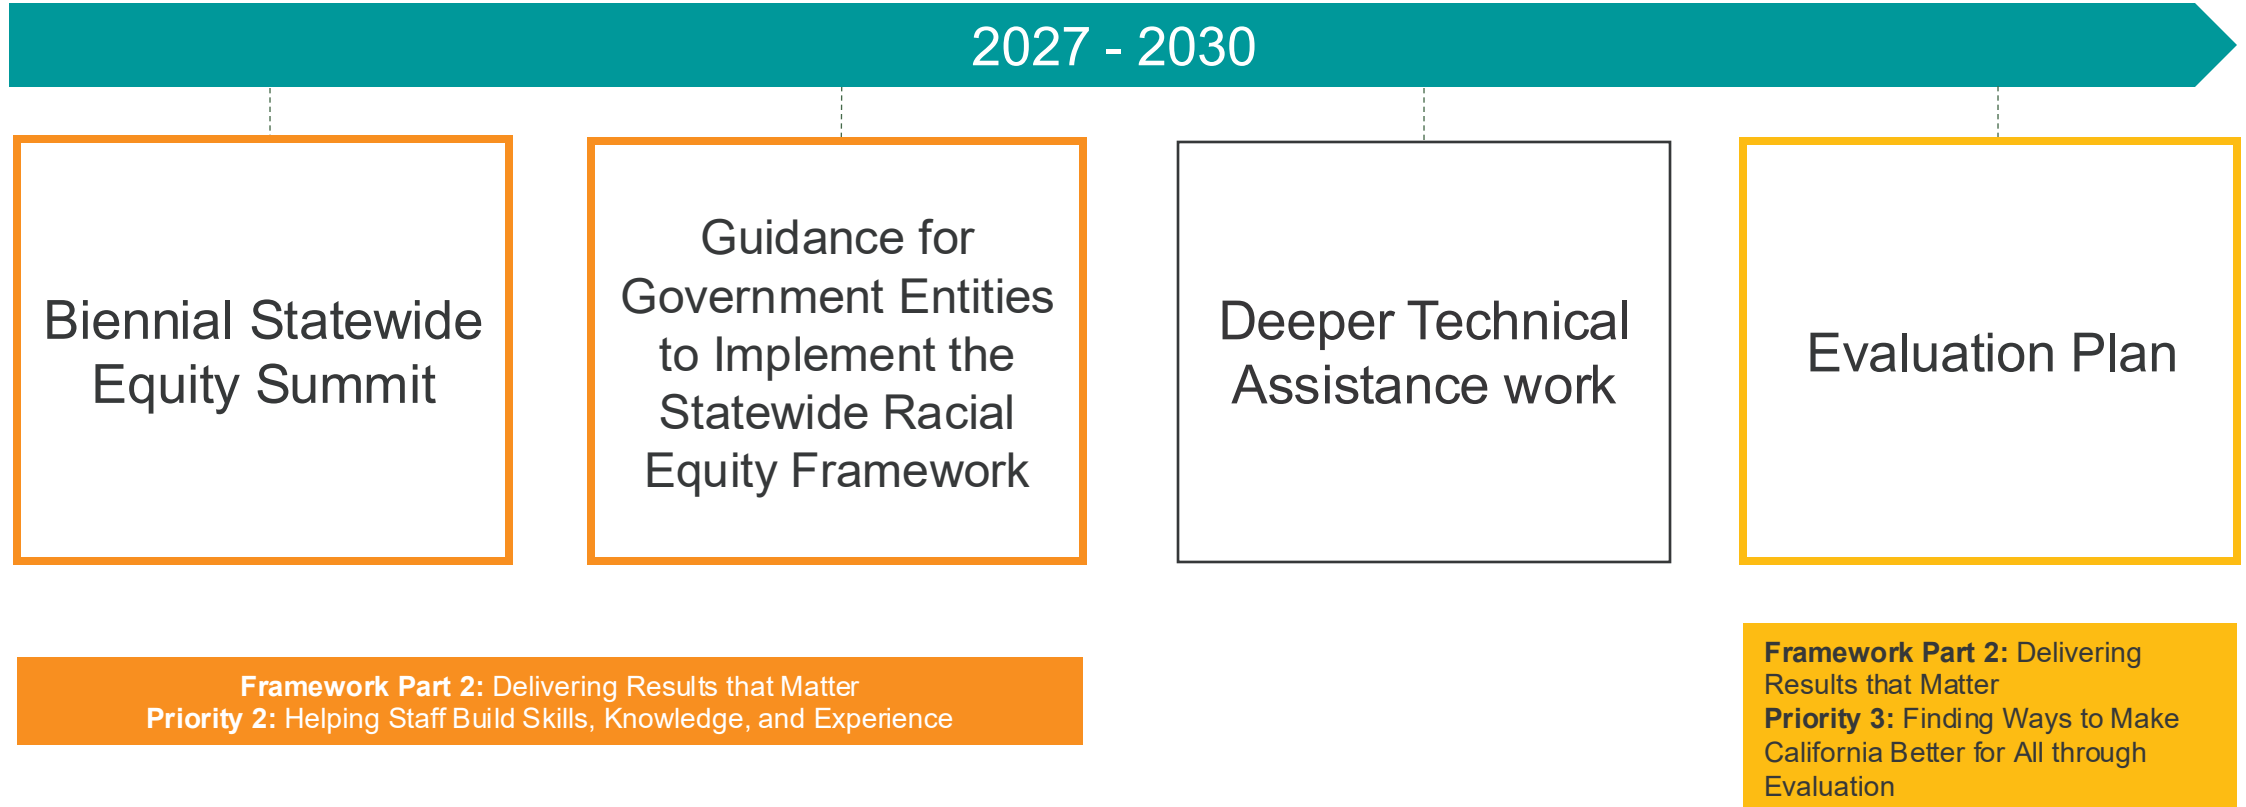 2027 - 2030
Biennial Statewide
Equity Summit
Guidance for
Government Entities
to Implement the
Statewide Racial
Equity Framework
Deeper Technical
Assistance work
Evaluation Plan
Framework Part 2: Delivering Results that Matter
Priority 2: Helping Staff Build Skills, Knowledge, and Experience
Framework Part 2: Delivering
Results that Matter
Priority 3: Finding Ways to Make
California Better for All through
Evaluation